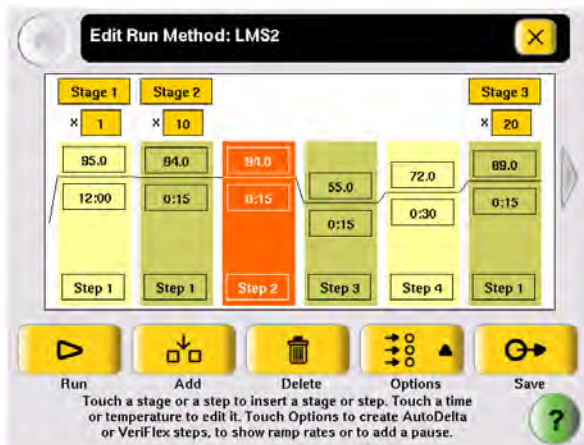 Edit Run Method: LMS2
Stage 1 Stage 2 Stage 3
× 1 × 10 × 20
95.0 94.0 94.0 55.0 72.0 89.0
12:00 0:15 0:15 0:15 0:30 0:15
Step 1 Step 1 Step 2 Step 3 Step 4 Step 1
Run Add Delete Options Save
Touch a stage or a step to insert a stage or step. Touch a time
or temperature to edit it. Touch Options to create AutoDelta
or VeriFlex steps, to show ramp rates or to add a pause.
?